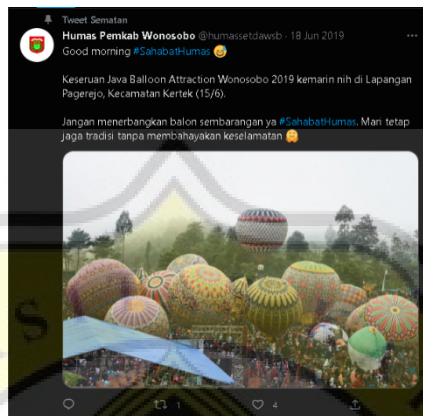 Tweet Sematan
Humas Pemkab Wonosobo @humassetdawsb · 18 Jun 2019
Good morning #SahabatHumas 😅
Keseruan Java Balloon Attraction Wonosobo 2019 kemarin nih di Lapangan
Pagerejo, Kecamatan Kertek (15/6).
Jangan menerbangkan balon sembarangan ya #SahabatHumas. Mari tetap
jaga tradisi tanpa membahayakan keselamatan 🤗
1
4